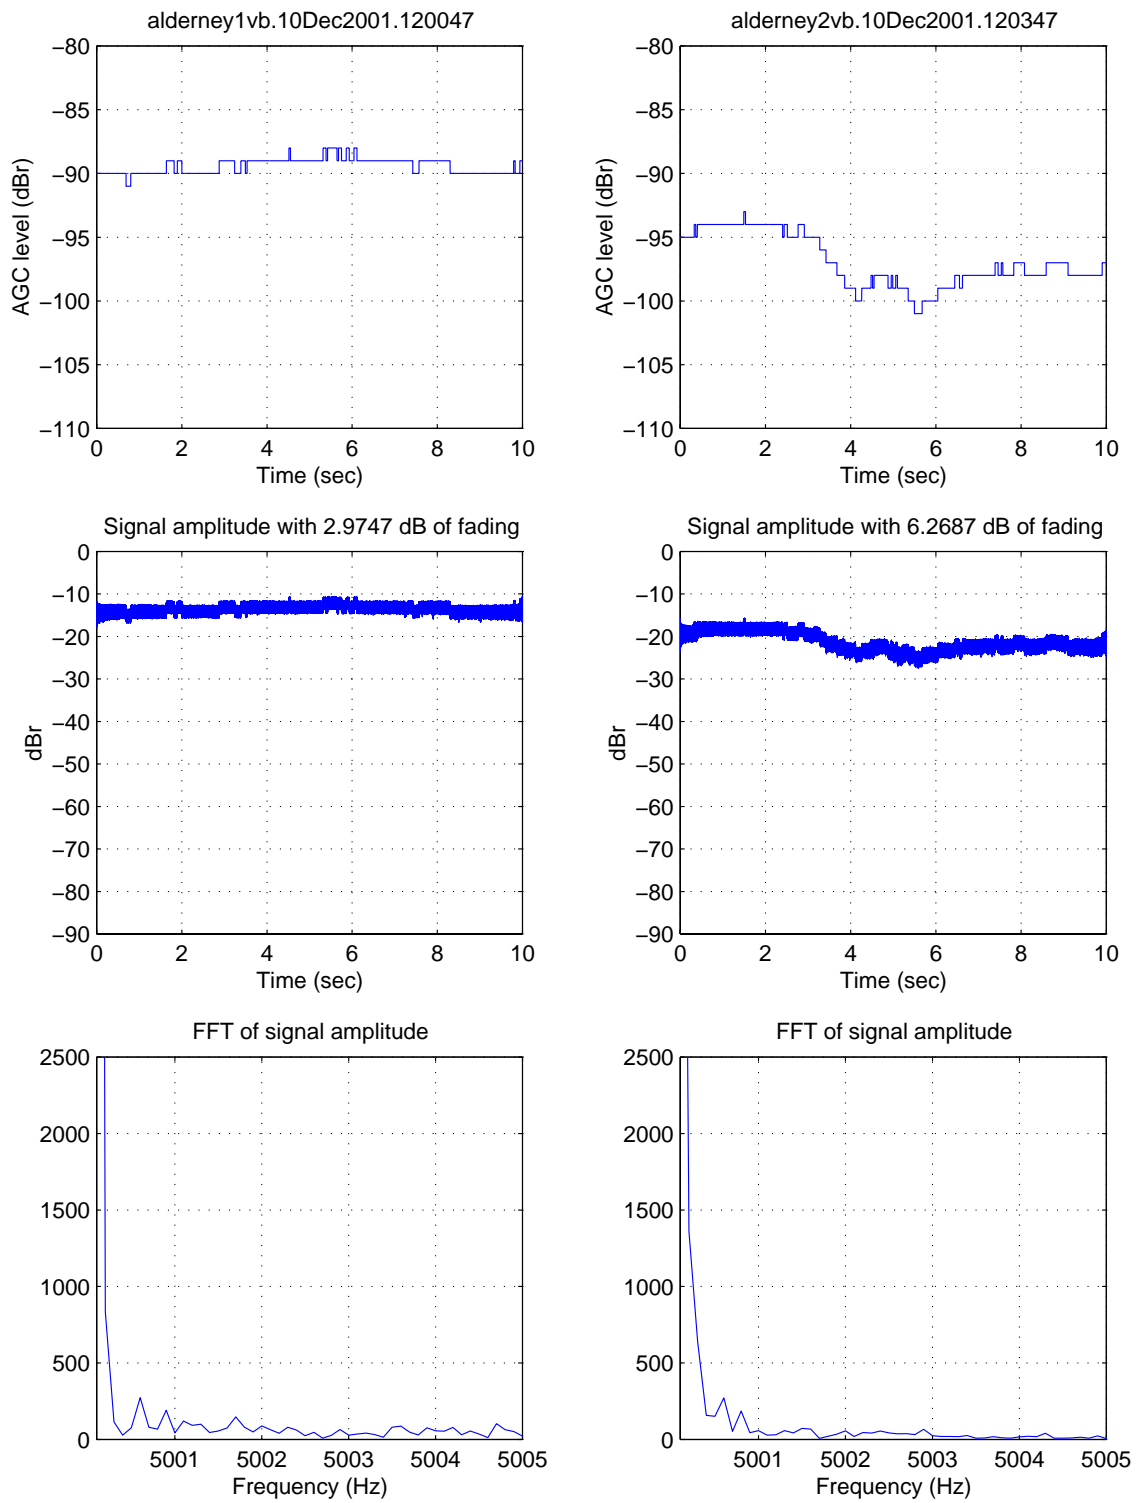 alderney1vb.10Dec2001.120047
−80
−85
−90
−95
−100
−105
−110
AGC level (dBr)
0 2 4 6 8 10
Time (sec)
alderney2vb.10Dec2001.120347
−80
−85
−90
−95
−100
−105
−110
AGC level (dBr)
0 2 4 6 8 10
Time (sec)
Signal amplitude with 2.9747 dB of fading
0
−10
−20
−30
−40
−50
−60
−70
−80
−90
dBr
0 2 4 6 8 10
Time (sec)
Signal amplitude with 6.2687 dB of fading
0
−10
−20
−30
−40
−50
−60
−70
−80
−90
dBr
0 2 4 6 8 10
Time (sec)
FFT of signal amplitude
2500
2000
1500
1000
500
0
5001 5002 5003 5004 5005
Frequency (Hz)
FFT of signal amplitude
2500
2000
1500
1000
500
0
5001 5002 5003 5004 5005
Frequency (Hz)